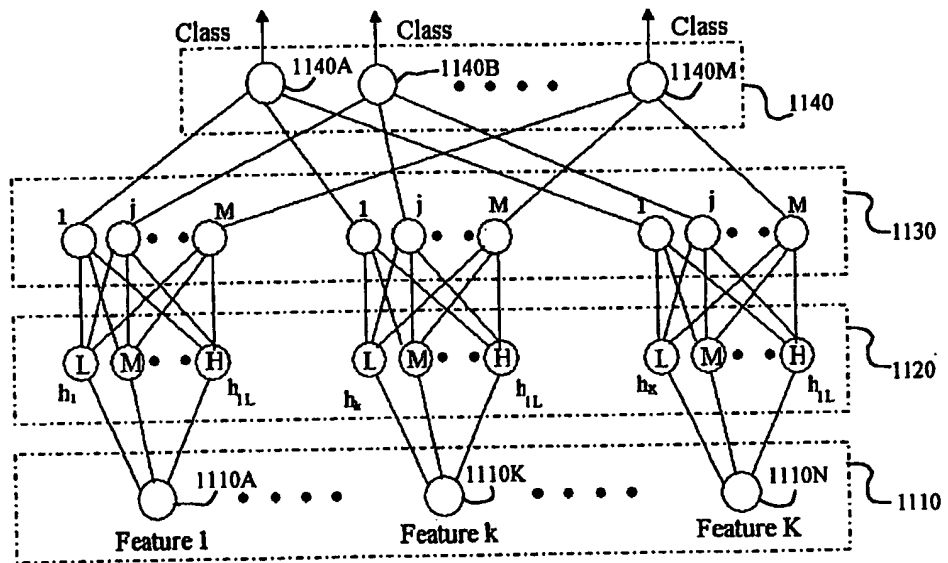 Class Class Class
1140A 1140B 1140M
1140
1 j M 1 j M 1 j M
1130
L M H L M H L M H
1120
h1 h1L hk h1L hK h1L
1110A 1110K 1110N
1110
Feature 1 Feature k Feature K